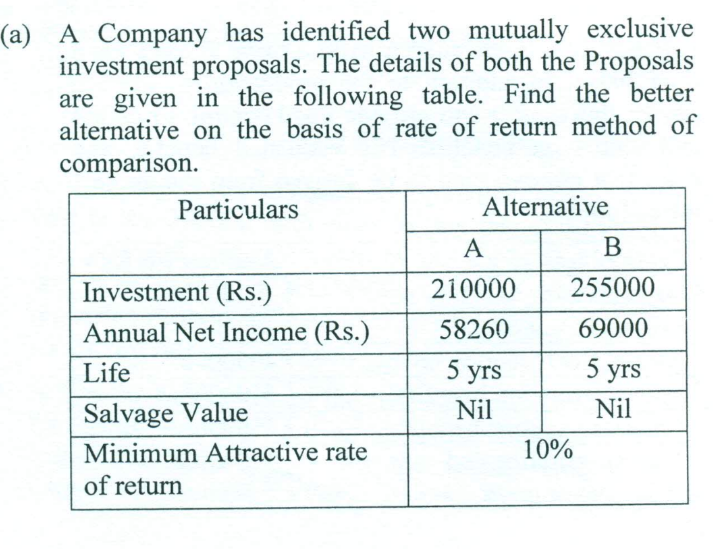 (a) A Company has identified two mutually exclusive
investment proposals. The details of both the Proposals
are given in the following table. Find the better
alternative on the basis of rate of return method of
comparison.
Particulars Alternative
A B
Investment (Rs.) 210000 255000
Annual Net Income (Rs.) 58260 69000
Life 5 yrs 5 yrs
Salvage Value Nil Nil
Minimum Attractive rate 10%
of return